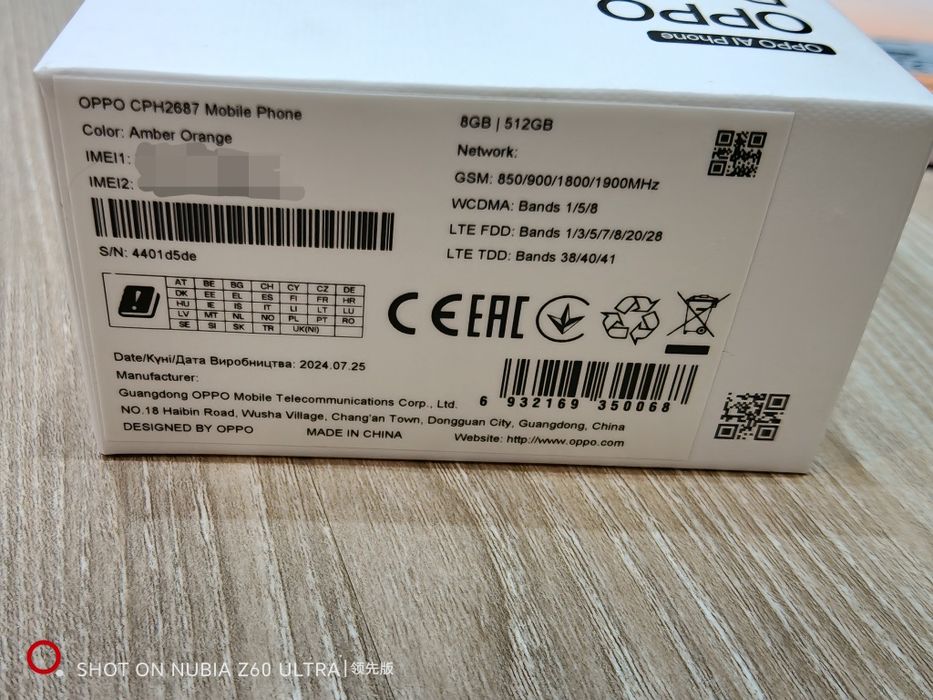 OPPO
OPPO AI Phone
OPPO CPH2687 Mobile Phone
Color: Amber Orange
IMEI1:
IMEI2:
S/N: 4401d5de
8GB | 512GB
Network:
GSM: 850/900/1800/1900MHz
WCDMA: Bands 1/5/8
LTE FDD: Bands 1/3/5/7/8/20/28
LTE TDD: Bands 38/40/41
AT BE BG CH CY CZ DE
DK EE EL ES FI FR HR
HU IE IS IT LI LT LU
LV MT NL NO PL PT RO
SE SI SK TR UK(NI)
CE EAC
Date/Күні/Дата Виробництва: 2024.07.25
Manufacturer:
Guangdong OPPO Mobile Telecommunications Corp., Ltd.
NO.18 Haibin Road, Wusha Village, Chang'an Town, Dongguan City, Guangdong, China
DESIGNED BY OPPO MADE IN CHINA Website: http://www.oppo.com
6 932169 350068
SHOT ON NUBIA Z60 ULTRA|领先版